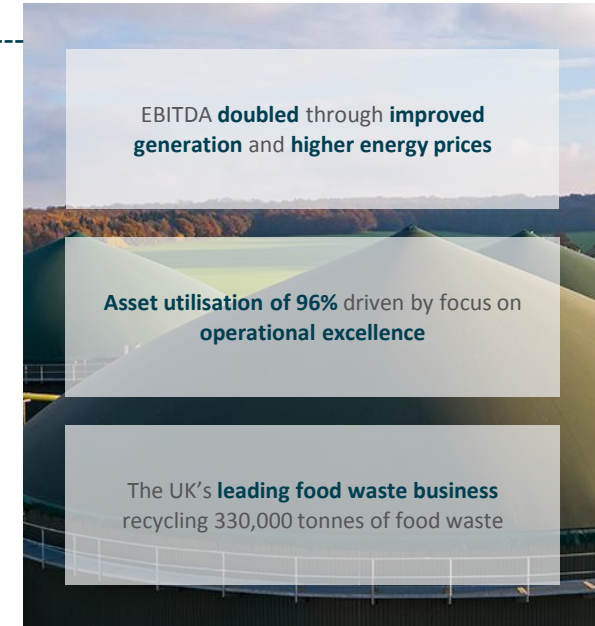 EBITDA doubled through improved
generation and higher energy prices
Asset utilisation of 96% driven by focus on
operational excellence
The UK's leading food waste business
recycling 330,000 tonnes of food waste